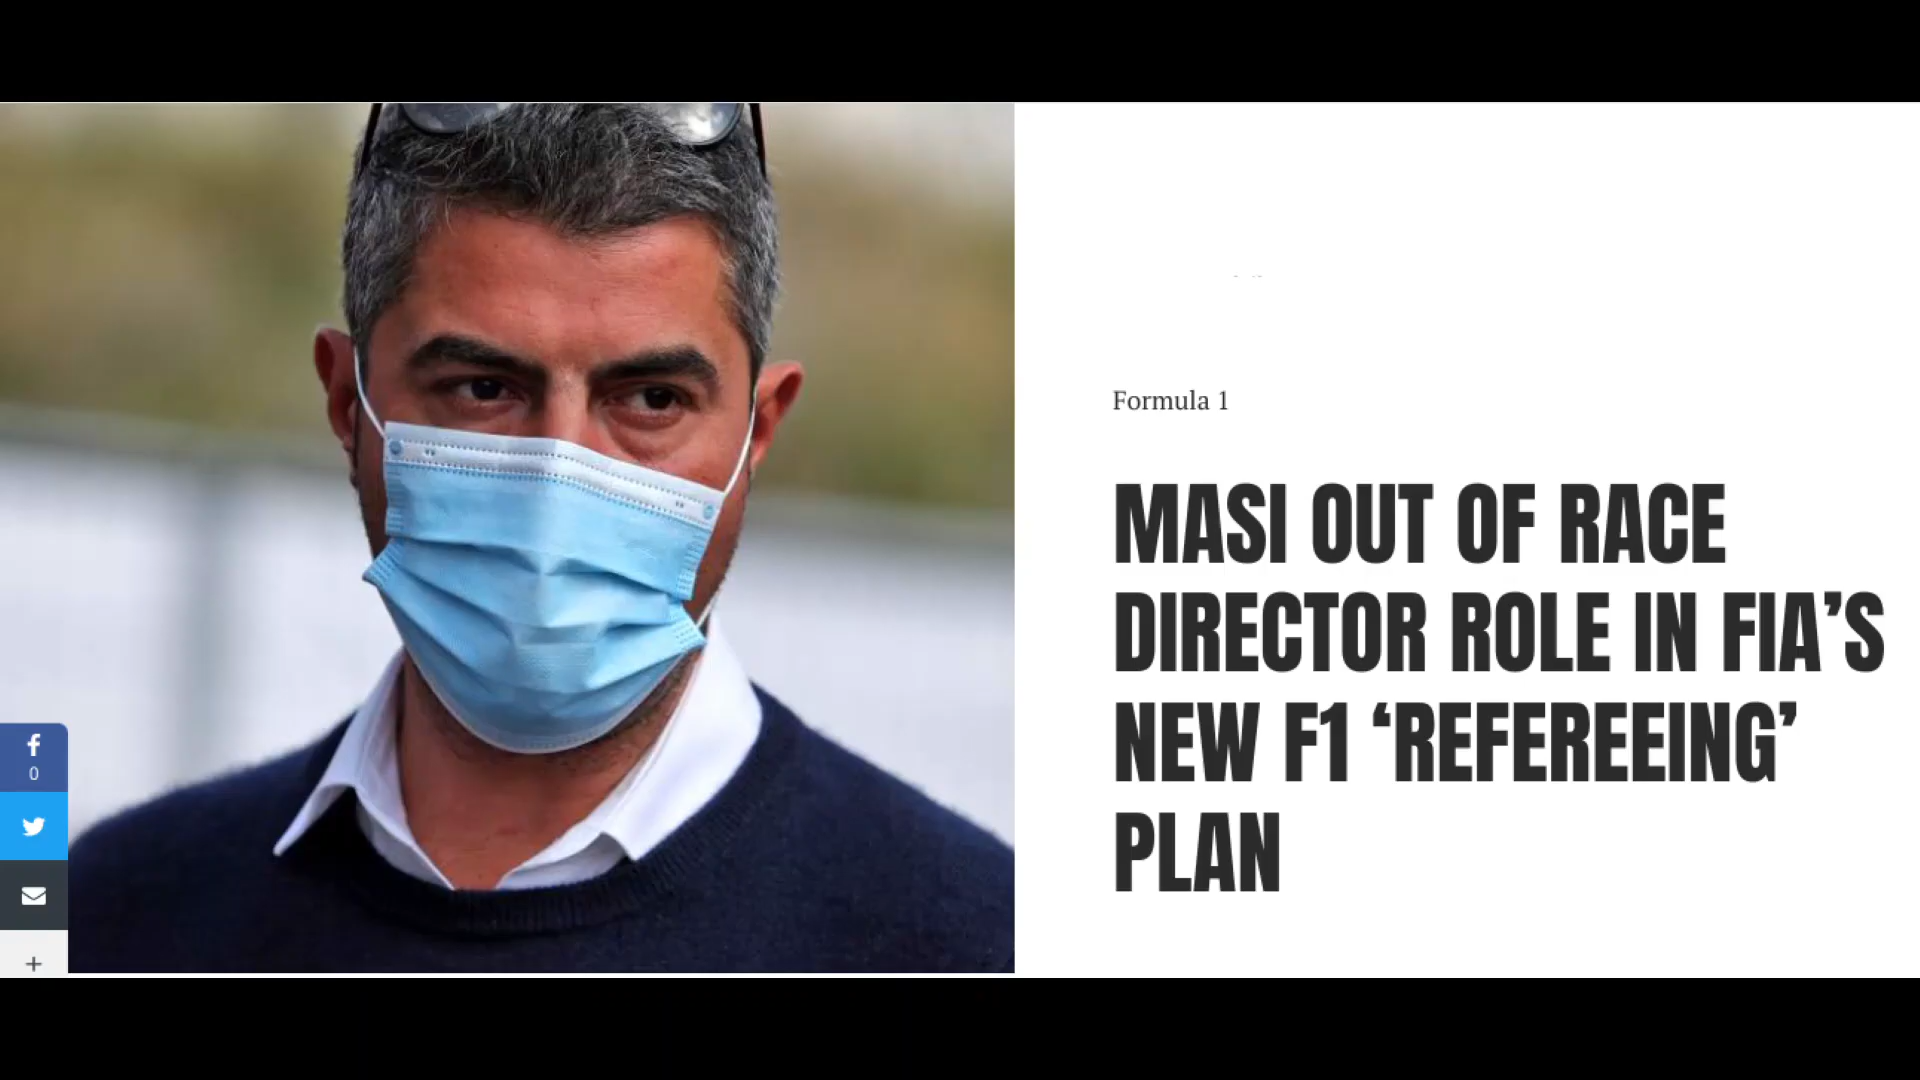 Formula 1
MASI OUT OF RACE
DIRECTOR ROLE IN FIA’S
NEW F1 ‘REFEREEING’
PLAN
f
0
+